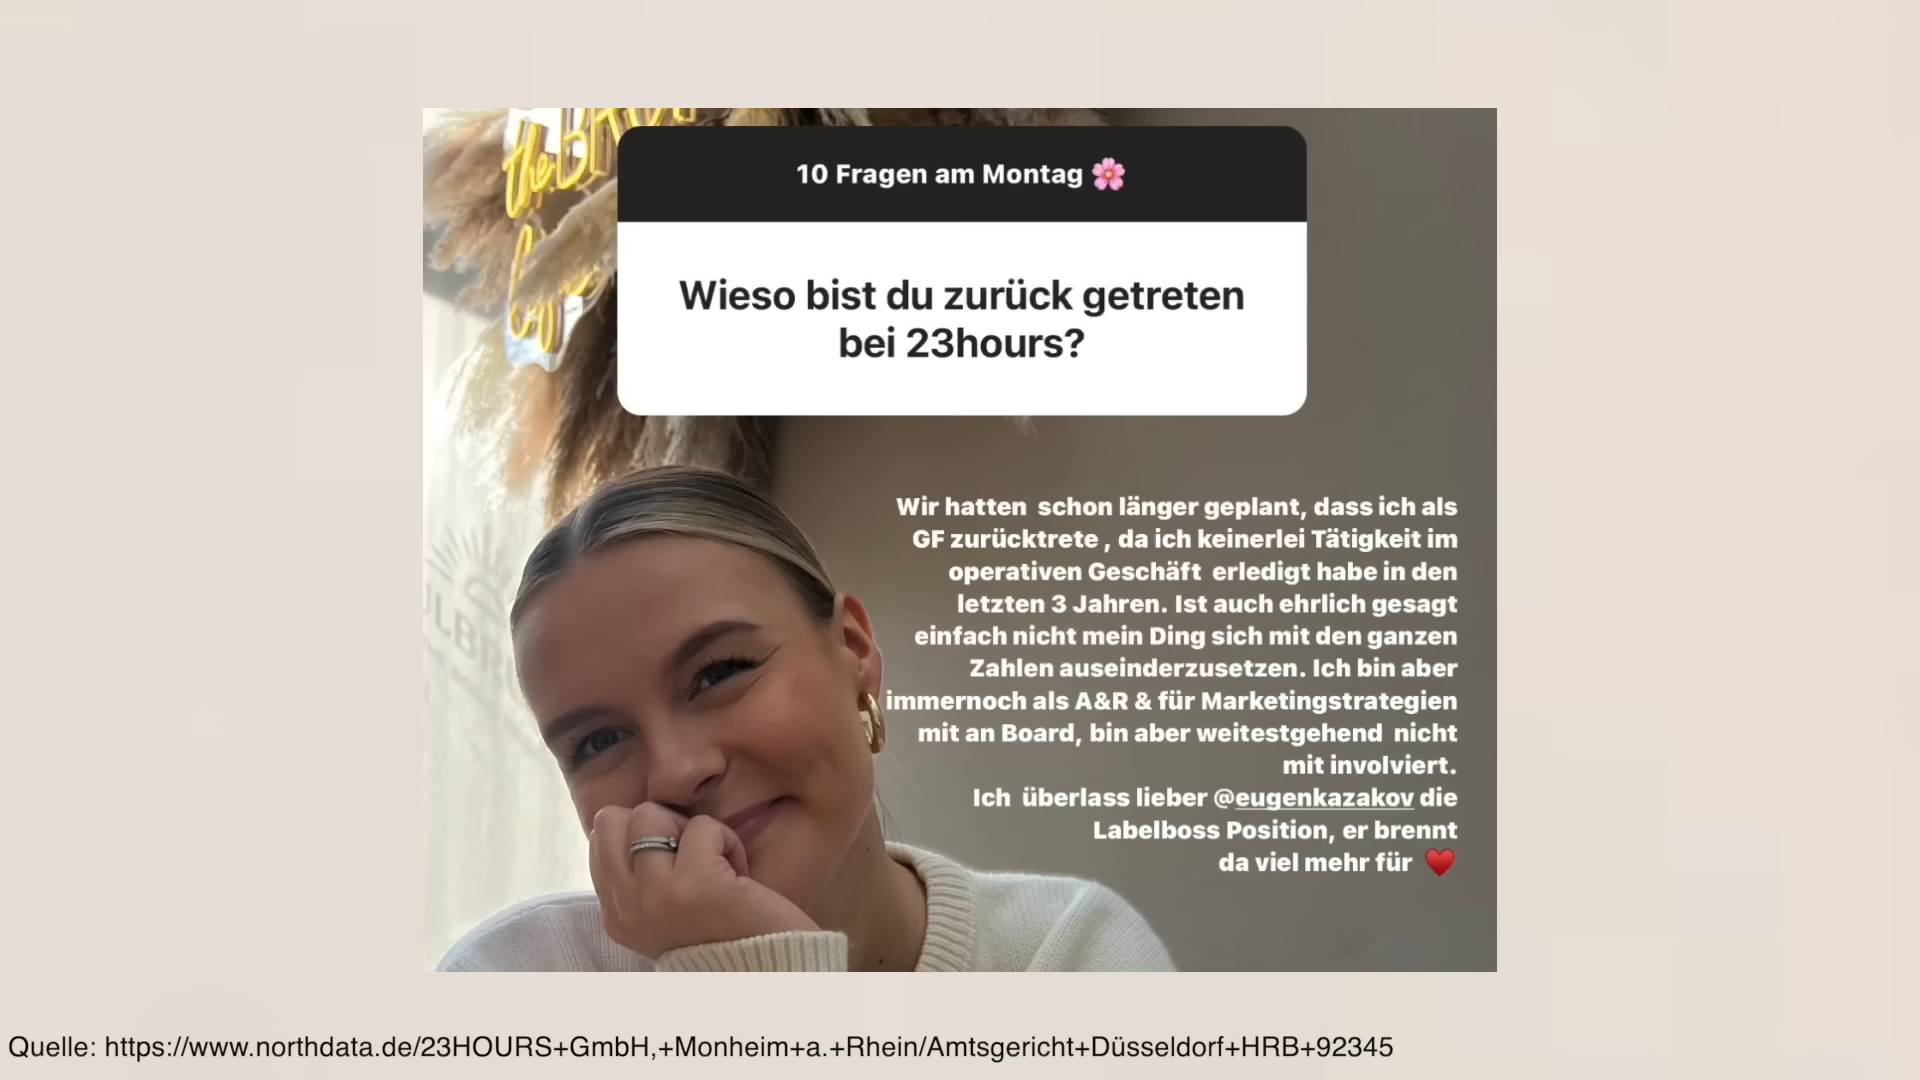 the BRU
10 Fragen am Montag 🌸
Wieso bist du zurück getreten
bei 23hours?
Wir hatten schon länger geplant, dass ich als
GF zurücktrete , da ich keinerlei Tätigkeit im
operativen Geschäft erledigt habe in den
letzten 3 Jahren. Ist auch ehrlich gesagt
einfach nicht mein Ding sich mit den ganzen
Zahlen auseinderzusetzen. Ich bin aber
immernoch als A&R & für Marketingstrategien
mit an Board, bin aber weitestgehend nicht
mit involviert.
Ich überlass lieber @eugenkazakov die
Labelboss Position, er brennt
da viel mehr für ♥️
Quelle: https://www.northdata.de/23HOURS+GmbH,+Monheim+a.+Rhein/Amtsgericht+Düsseldorf+HRB+92345